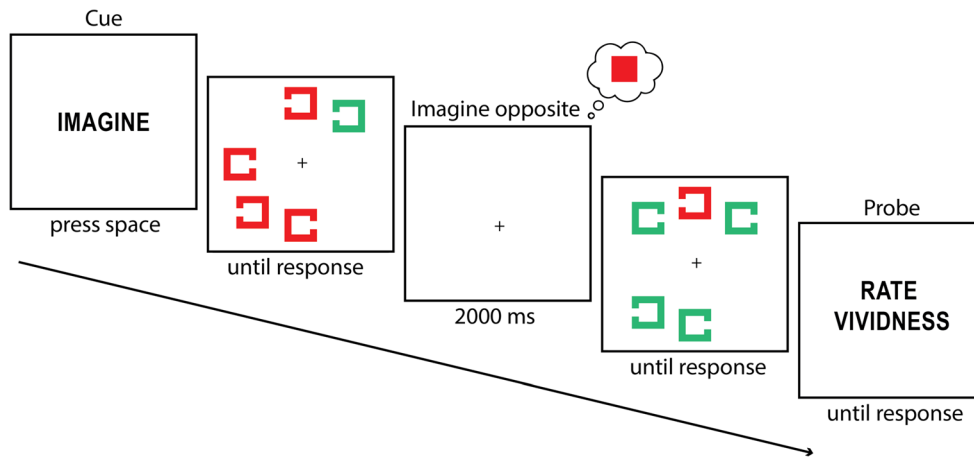 Cue
IMAGINE
press space
until response
Imagine opposite
2000 ms
until response
Probe
RATE
VIVIDNESS
until response